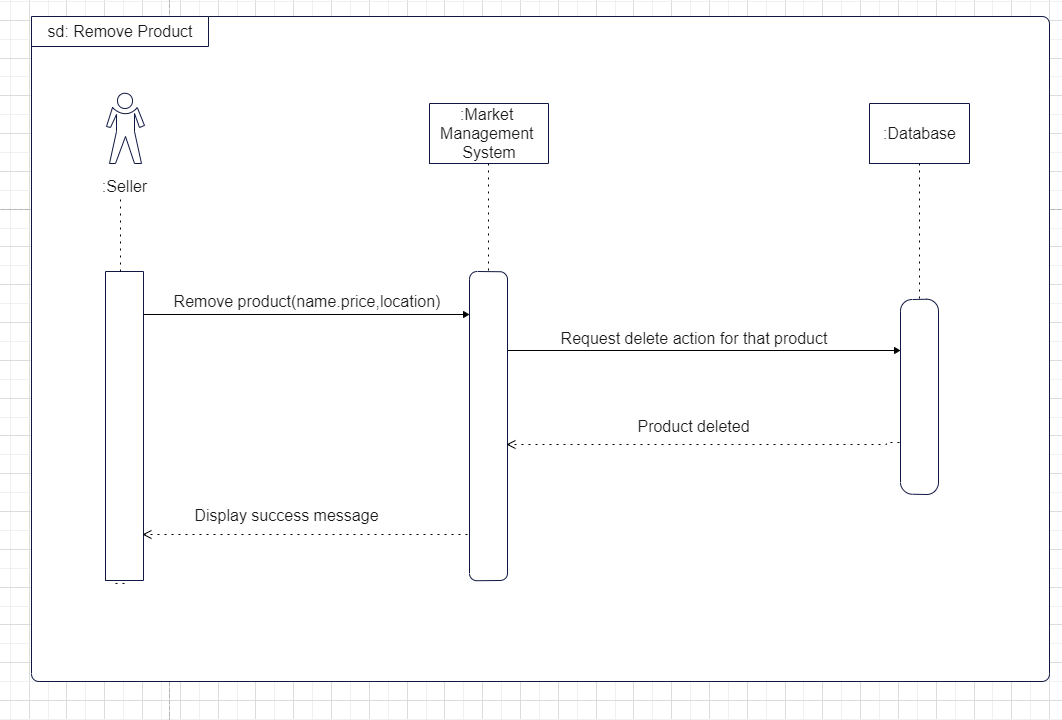 sd: Remove Product
:Seller
:Market
Management
System
:Database
Remove product(name.price,location)
Request delete action for that product
Product deleted
Display success message